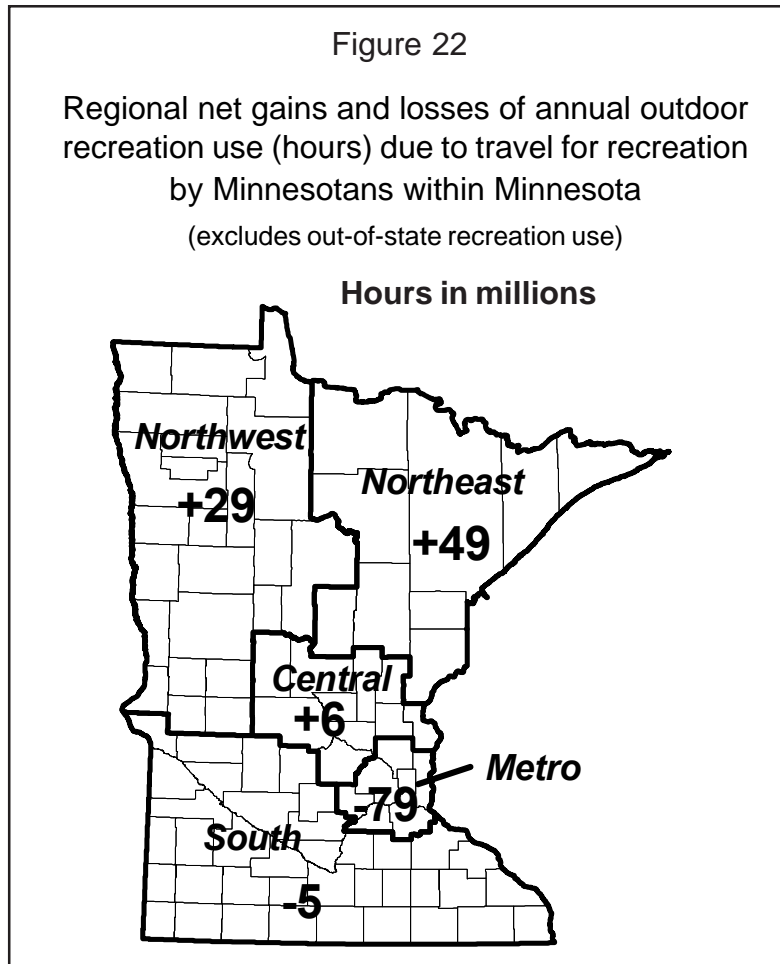 Figure 22
Regional net gains and losses of annual outdoor
recreation use (hours) due to travel for recreation
by Minnesotans within Minnesota
(excludes out-of-state recreation use)
Hours in millions
Northwest
+29
Northeast
+49
Central
+6
Metro
-79
South
-5